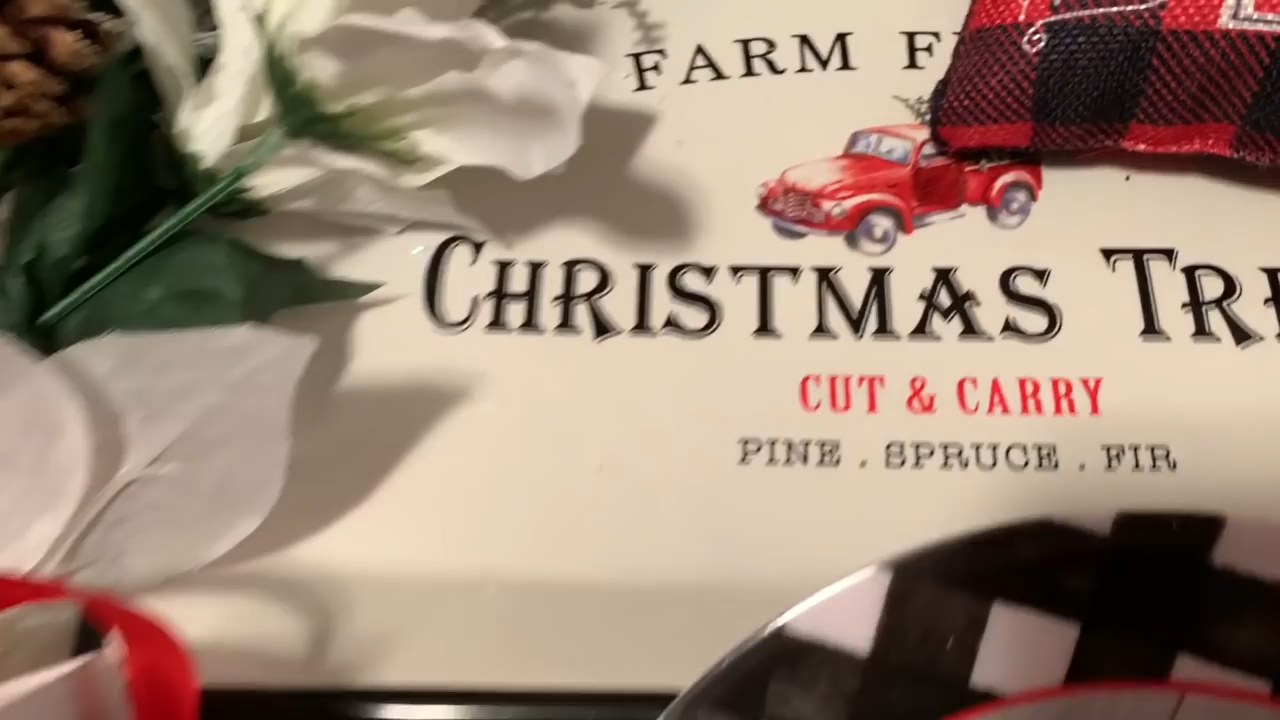 FARM
CHRISTMAS
CUT & CARRY
PINE . SPRUCE . FIR